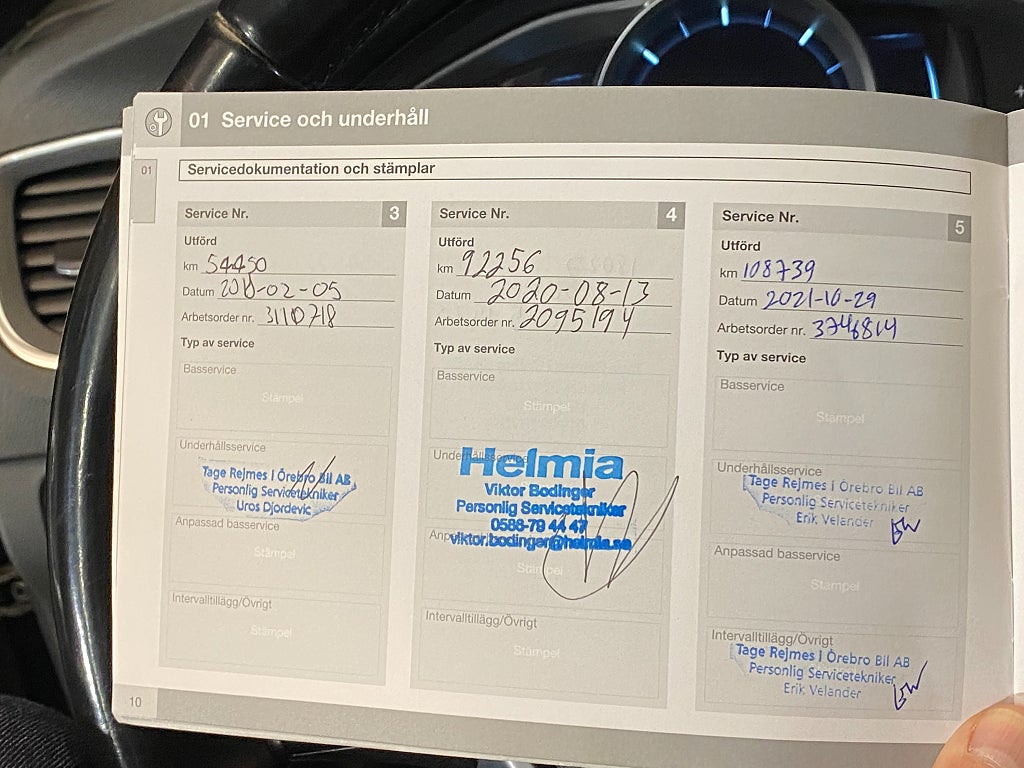 01 Service och underhåll
01
Servicedokumentation och stämplar
Service Nr. 3
Utförd
km 54450
Datum
Arbetsorder nr. 3110718
Typ av service
Basservice
Stämpel
Underhållsservice
Tage Rejmes i Örebro Bil AB
Personlig Servicetekniker
Uros Djordevic
Anpassad basservice
Stämpel
Intervalltillägg/Övrigt
Stämpel
Service Nr. 4
Utförd
km 92256
Datum 2020-08-13
Arbetsorder nr. 2095194
Typ av service
Basservice
Stämpel
Underhållsservice
Helmia
Viktor Bodinger
Personlig Servicetekniker
0586-79 44 47
viktor.bodinger@helmia.se
Stämpel
Intervalltillägg/Övrigt
Stämpel
Service Nr. 5
Utförd
km 108739
Datum 2021-10-29
Arbetsorder nr. 3746814
Typ av service
Basservice
Stämpel
Underhållsservice
Tage Rejmes i Örebro Bil AB
Personlig Servicetekniker
Erik Velander
Anpassad basservice
Stämpel
Intervalltillägg/Övrigt
Tage Rejmes i Örebro Bil AB
Personlig Servicetekniker
Erik Velander
10